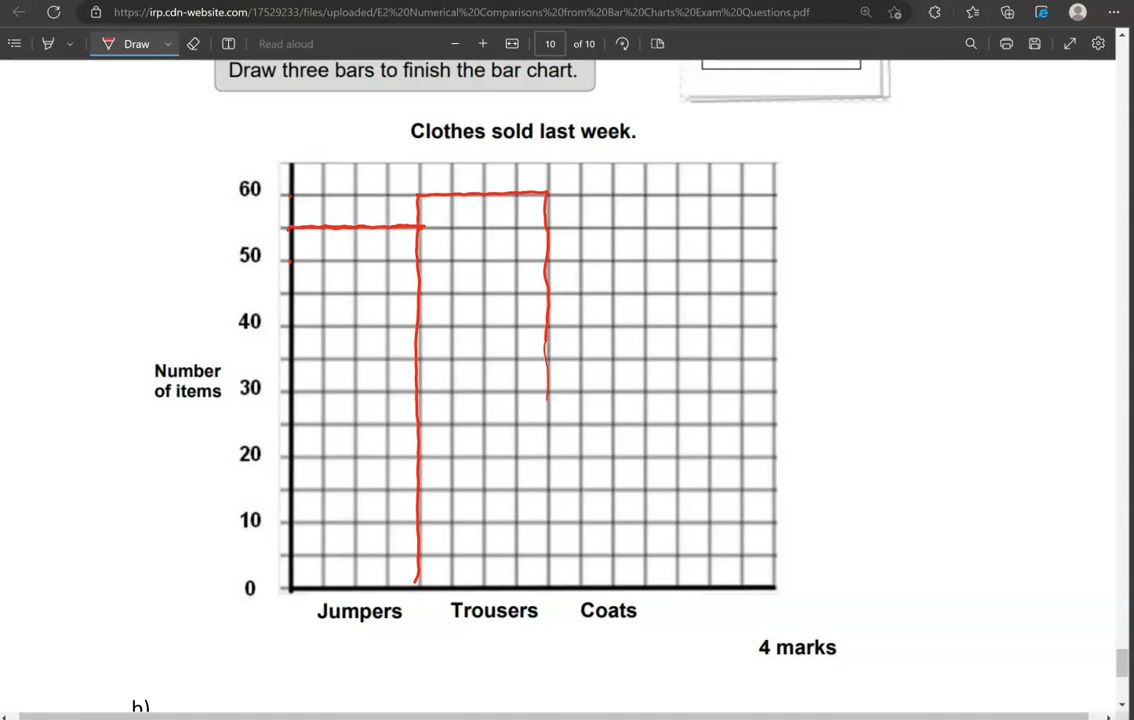 https://irp.cdn-website.com/17529233/files/uploaded/E2%20Numerical%20Comparisons%20from%20Bar%20Charts%20Exam%20Questions.pdf
Draw
Read aloud
10 of 10
Draw three bars to finish the bar chart.
Clothes sold last week.
60
50
40
Number
of items
30
20
10
0
Jumpers Trousers Coats
4 marks
b)